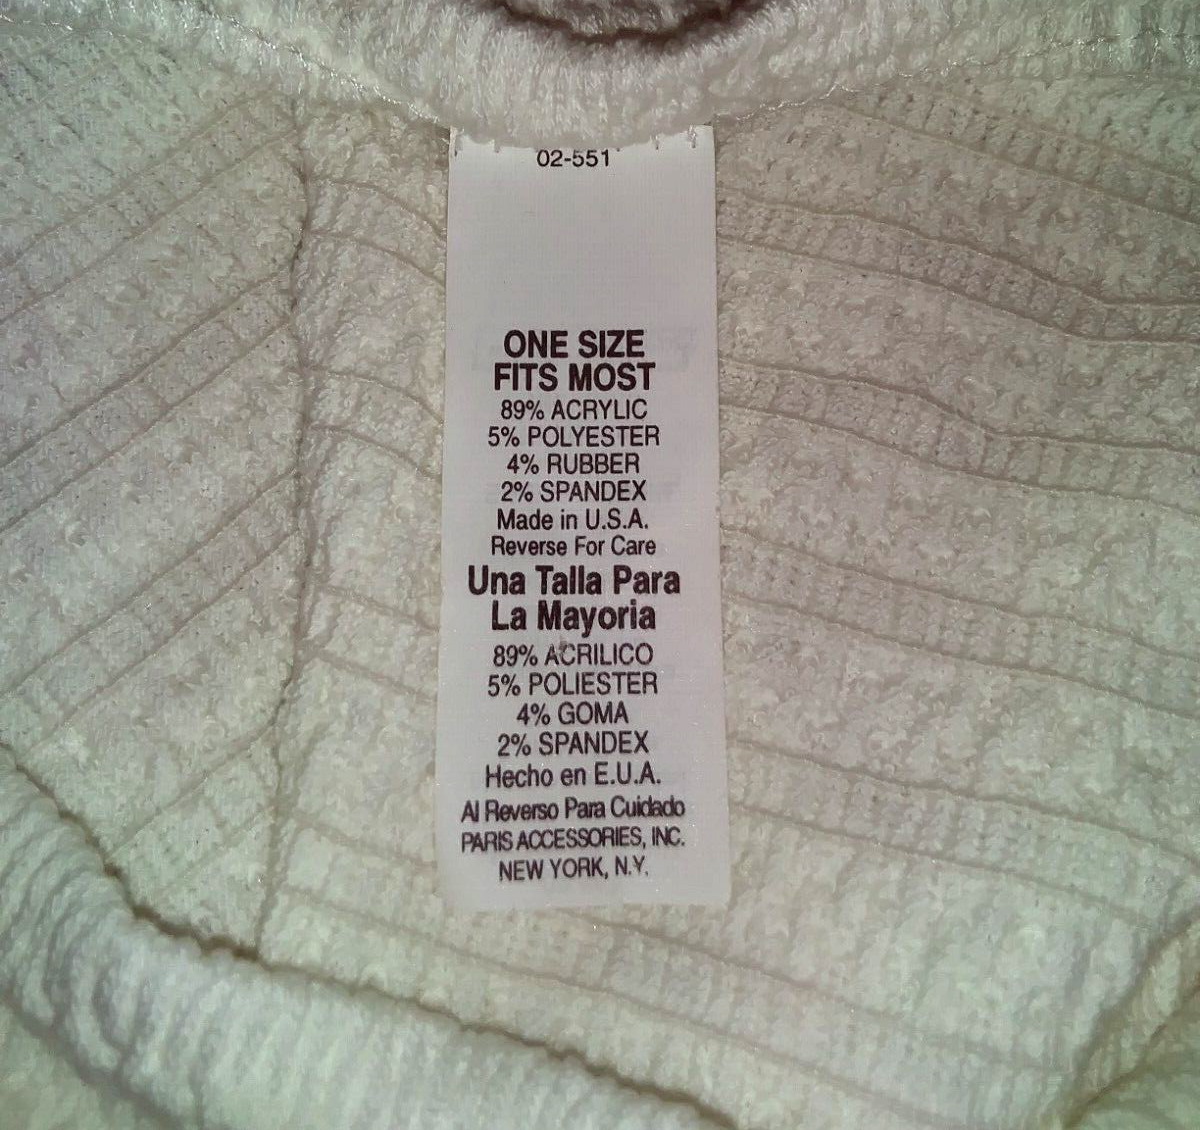 02-551
ONE SIZE
FITS MOST
89% ACRYLIC
5% POLYESTER
4% RUBBER
2% SPANDEX
Made in U.S.A.
Reverse For Care
Una Talla Para
La Mayoria
89% ACRILICO
5% POLIESTER
4% GOMA
2% SPANDEX
Hecho en E.U.A.
Al Reverso Para Cuidado
PARIS ACCESSORIES, INC.
NEW YORK, N.Y.